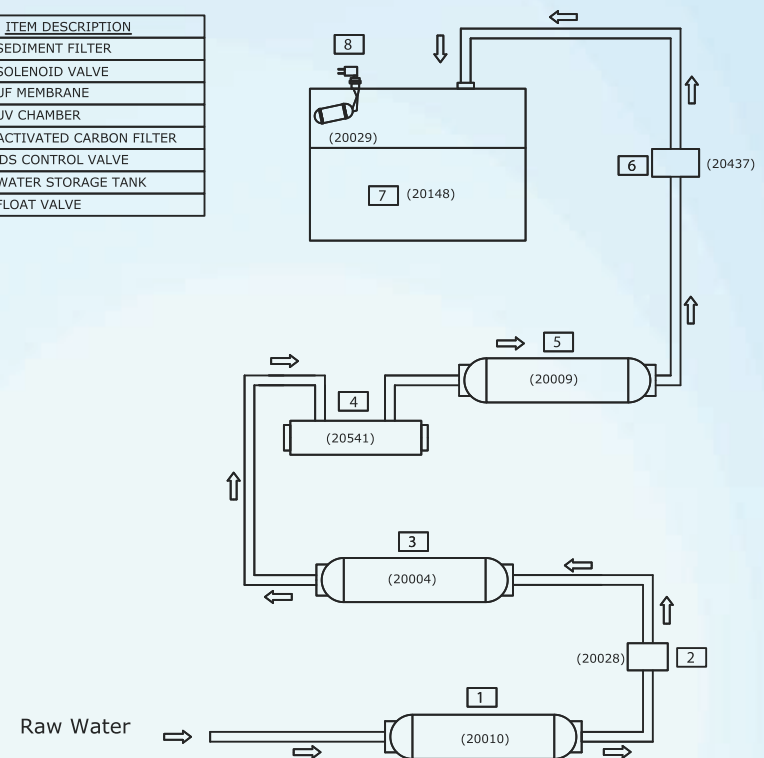 ITEM DESCRIPTION
SEDIMENT FILTER
SOLENOID VALVE
UF MEMBRANE
UV CHAMBER
ACTIVATED CARBON FILTER
DS CONTROL VALVE
WATER STORAGE TANK
FLOAT VALVE
8
(20029)
6
(20437)
7
(20148)
5
(20009)
4
(20541)
3
(20004)
(20028)
2
1
Raw Water
(20010)